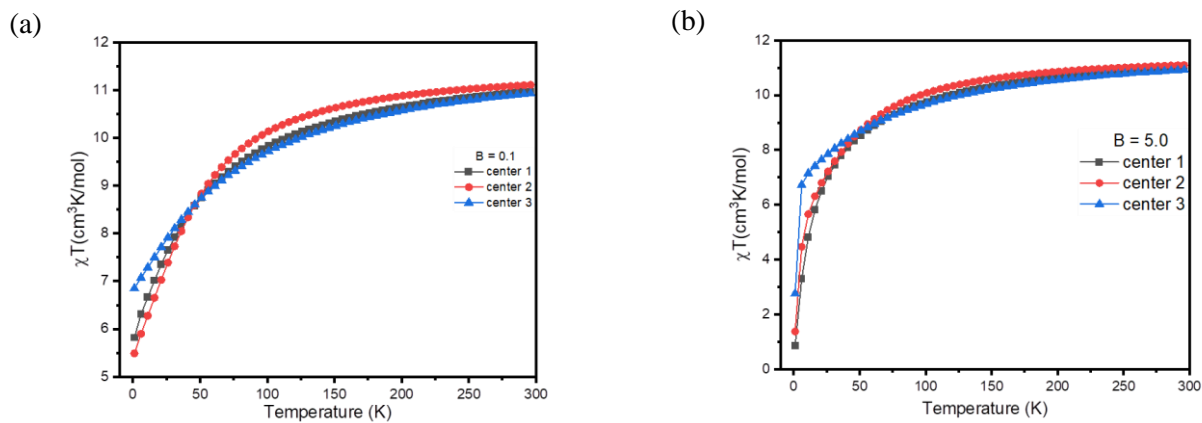 (a)
12
11
10
9
8
7
6
5
χT(cm³K/mol)
B = 0.1
center 1
center 2
center 3
0 50 100 150 200 250 300
Temperature (K)
(b)
12
10
8
6
4
2
0
χT(cm³K/mol)
B = 5.0
center 1
center 2
center 3
0 50 100 150 200 250 300
Temperature (K)